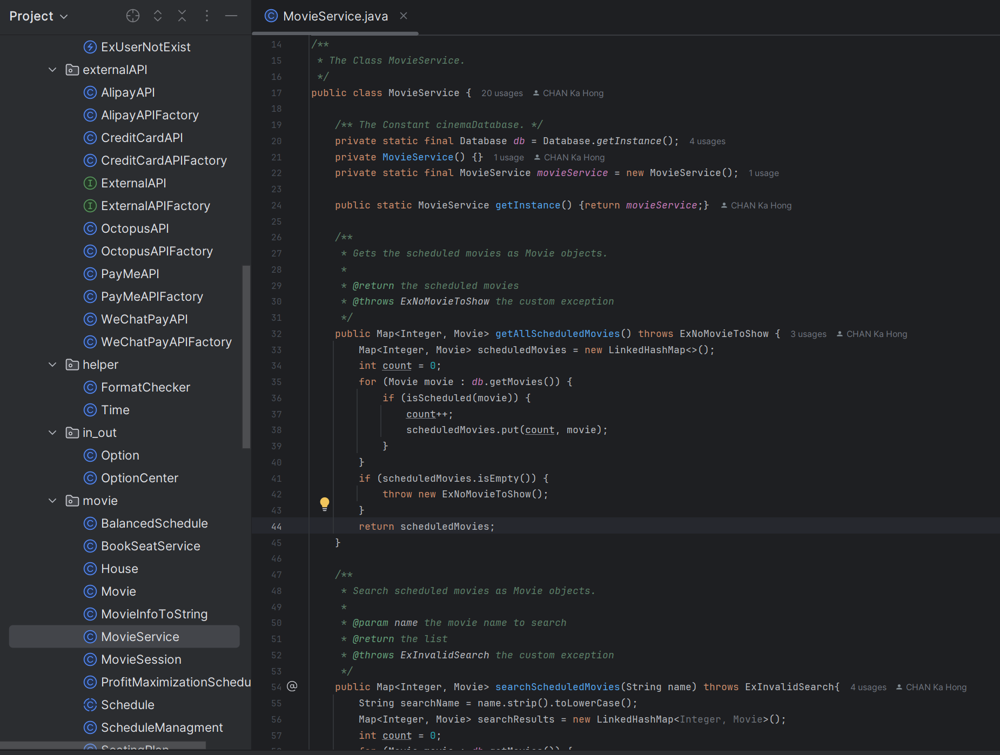 Project
ExUserNotExist
externalAPI
AlipayAPI
AlipayAPIFactory
CreditCardAPI
CreditCardAPIFactory
ExternalAPI
ExternalAPIFactory
OctopusAPI
OctopusAPIFactory
PayMeAPI
PayMeAPIFactory
WeChatPayAPI
WeChatPayAPIFactory
helper
FormatChecker
Time
in_out
Option
OptionCenter
movie
BalancedSchedule
BookSeatService
House
Movie
MovieInfoToString
MovieService
MovieSession
ProfitMaximizationSchedu
Schedule
ScheduleManagment
SeatingPlan
MovieService.java
14 /**
15 * The Class MovieService.
16 */
17 public class MovieService { 20 usages CHAN Ka Hong
18
19 /** The Constant cinemaDatabase. */
20 private static final Database db = Database.getInstance(); 4 usages
21 private MovieService() {} 1 usage CHAN Ka Hong
22 private static final MovieService movieService = new MovieService(); 1 usage
23
24 public static MovieService getInstance() {return movieService;} CHAN Ka Hong
25
26 /**
27 * Gets the scheduled movies as Movie objects.
28 *
29 * @return the scheduled movies
30 * @throws ExNoMovieToShow the custom exception
31 */
32 public Map<Integer, Movie> getAllScheduledMovies() throws ExNoMovieToShow { 3 usages CHAN Ka Hong
33 Map<Integer, Movie> scheduledMovies = new LinkedHashMap<>();
34 int count = 0;
35 for (Movie movie : db.getMovies()) {
36 if (isScheduled(movie)) {
37 count++;
38 scheduledMovies.put(count, movie);
39 }
40 }
41 if (scheduledMovies.isEmpty()) {
42 throw new ExNoMovieToShow();
43 }
44 return scheduledMovies;
45 }
46
47 /**
48 * Search scheduled movies as Movie objects.
49 *
50 * @param name the movie name to search
51 * @return the list
52 * @throws ExInvalidSearch the custom exception
53 */
54 @ public Map<Integer, Movie> searchScheduledMovies(String name) throws ExInvalidSearch{ 4 usages CHAN Ka Hong
55 String searchName = name.strip().toLowerCase();
56 Map<Integer, Movie> searchResults = new LinkedHashMap<Integer, Movie>();
57 int count = 0;
58 for (Movie movie : db.getMovies()) {